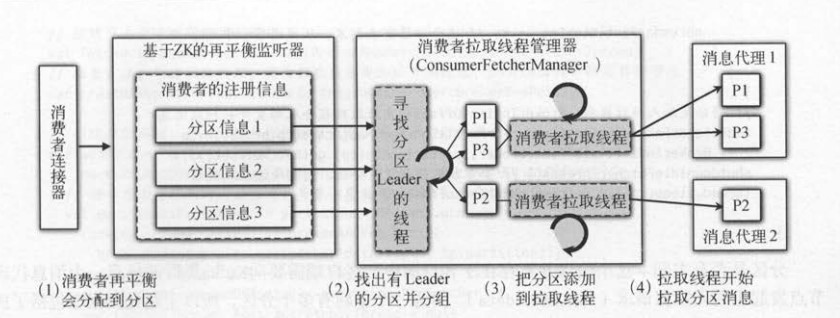 基于ZK的再平衡监听器
消费者的注册信息
分区信息1
分区信息2
分区信息3
消费者连接器
消费者拉取线程管理器
(ConsumerFetcherManager)
寻找分区Leader的线程
P1
P3
P2
消费者拉取线程
消费者拉取线程
消息代理1
P1
P3
P2
消息代理2
(1) 消费者再平衡
会分配到分区
(2) 找出有 Leader
的分区并分组
(3) 把分区添加
到拉取线程
(4) 拉取线程开始
拉取分区消息